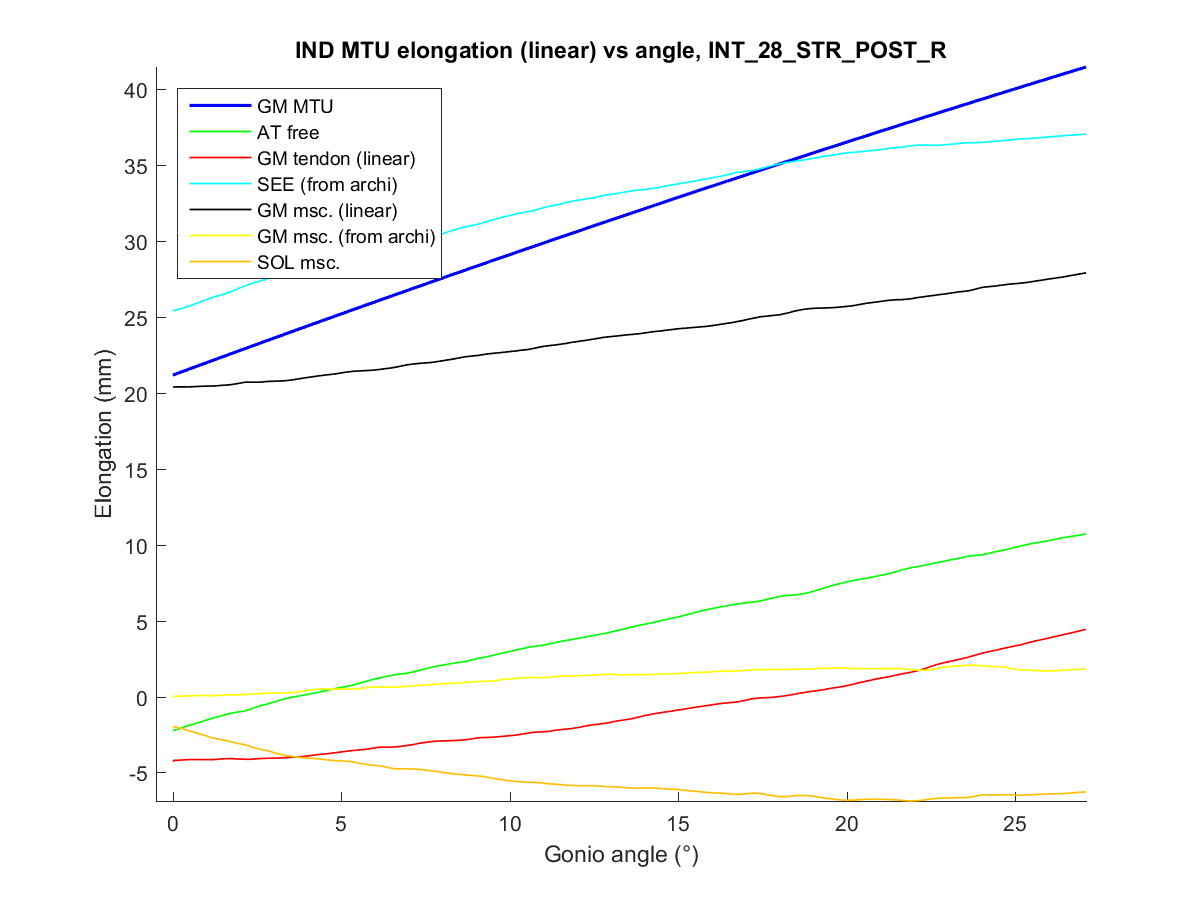 IND MTU elongation (linear) vs angle, INT_28_STR_POST_R
GM MTU
AT free
GM tendon (linear)
SEE (from archi)
GM msc. (linear)
GM msc. (from archi)
SOL msc.
40
35
30
25
20
15
10
5
0
-5
Elongation (mm)
0 5 10 15 20 25
Gonio angle (°)